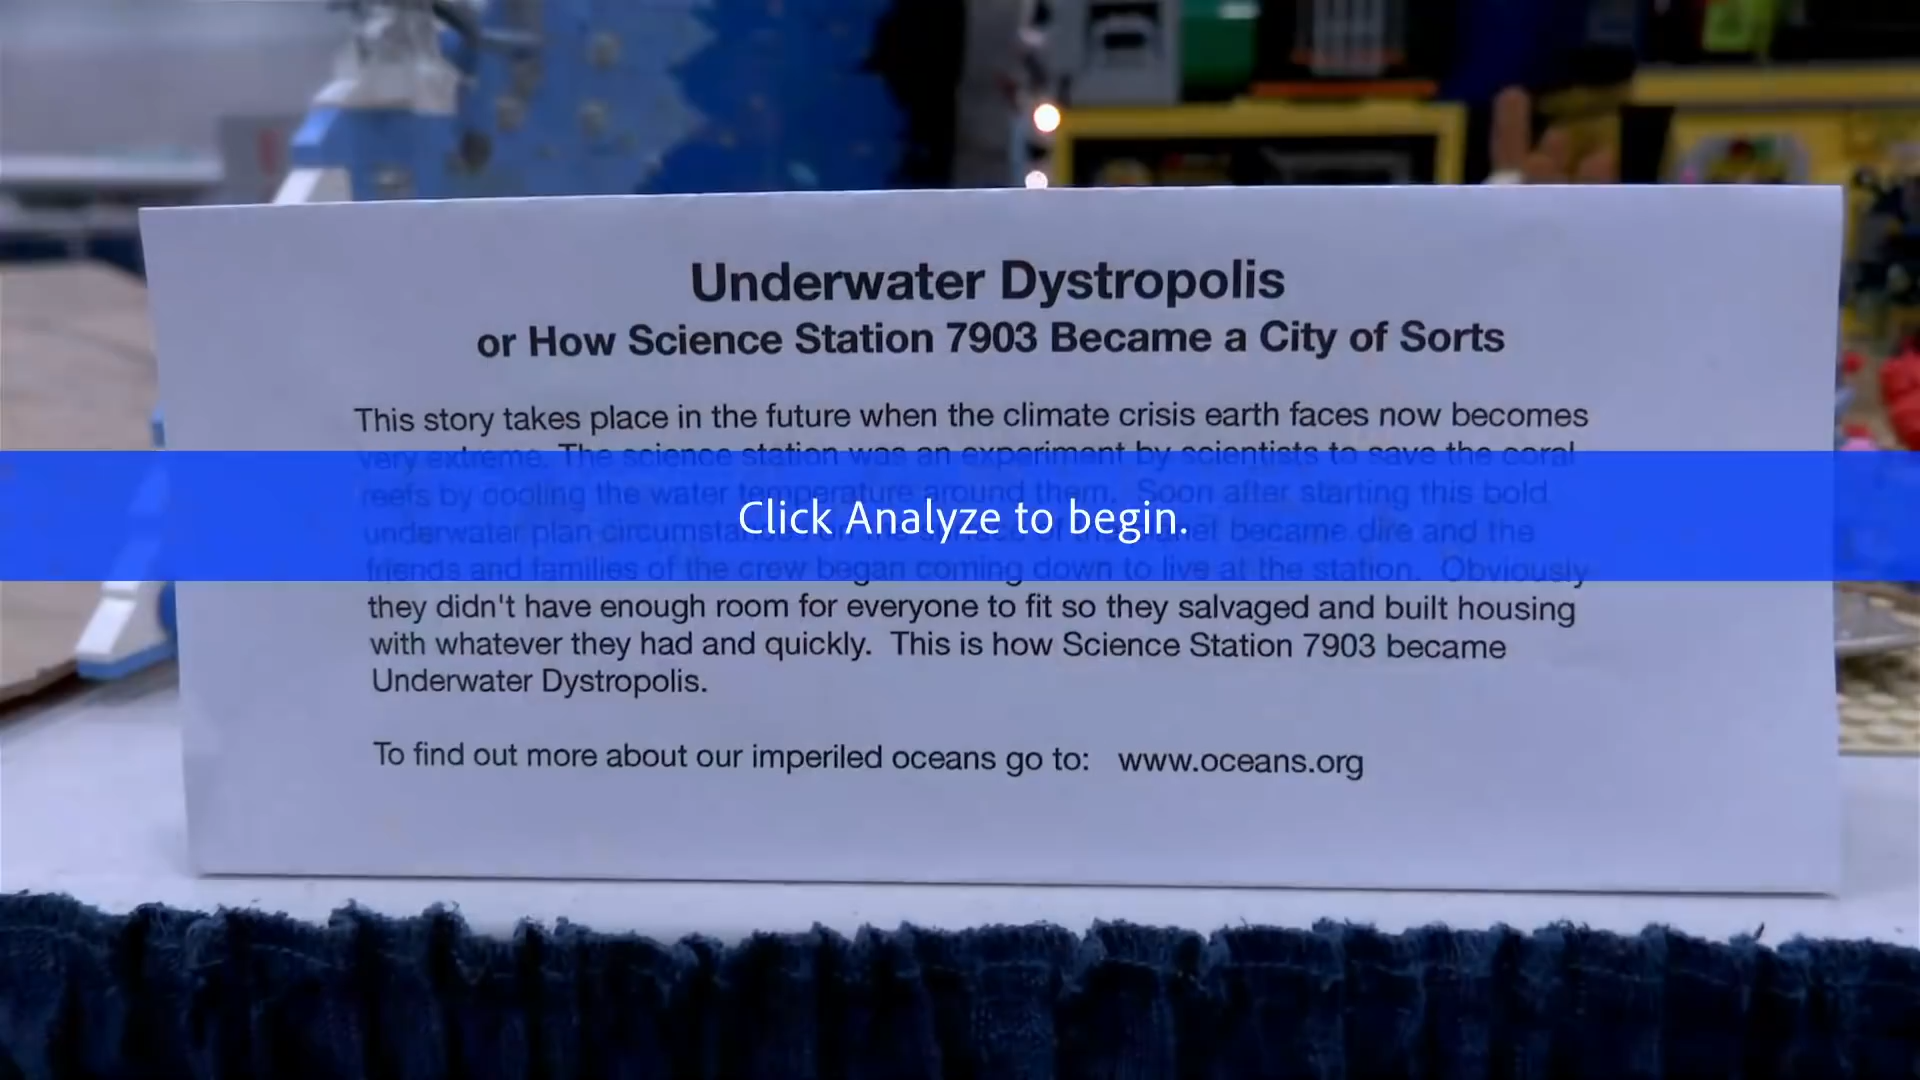 Underwater Dystropolis
or How Science Station 7903 Became a City of Sorts
This story takes place in the future when the climate crisis earth faces now becomes
very extreme. The science station was an experiment by scientists to save the coral
reefs by cooling the water temperature around them. Soon after starting this bold
Click Analyze to begin.
underwater plan became dire and the
friends and families of the crew began coming down to live at the station. Obviously
they didn't have enough room for everyone to fit so they salvaged and built housing
with whatever they had and quickly. This is how Science Station 7903 became
Underwater Dystropolis.
To find out more about our imperiled oceans go to: www.oceans.org